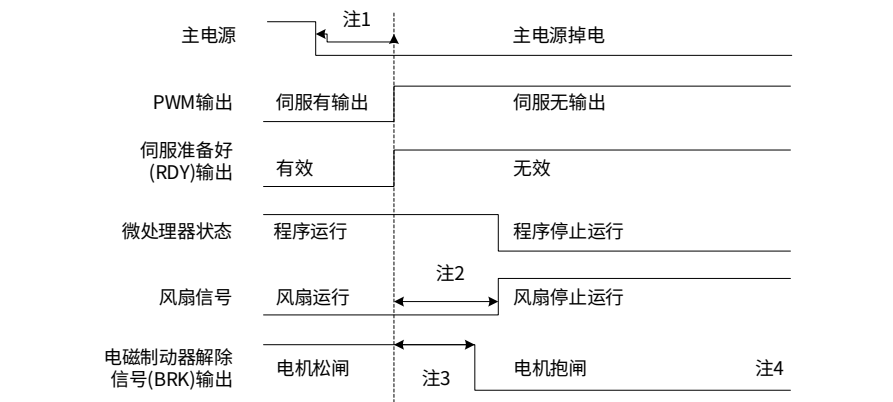 注1
主电源
主电源掉电
PWM输出
伺服有输出
伺服无输出
伺服准备好
(RDY)输出
有效
无效
微处理器状态
程序运行
程序停止运行
注2
风扇信号
风扇运行
风扇停止运行
电磁制动器解除
信号(BRK)输出
电机松闸
注3
电机抱闸
注4